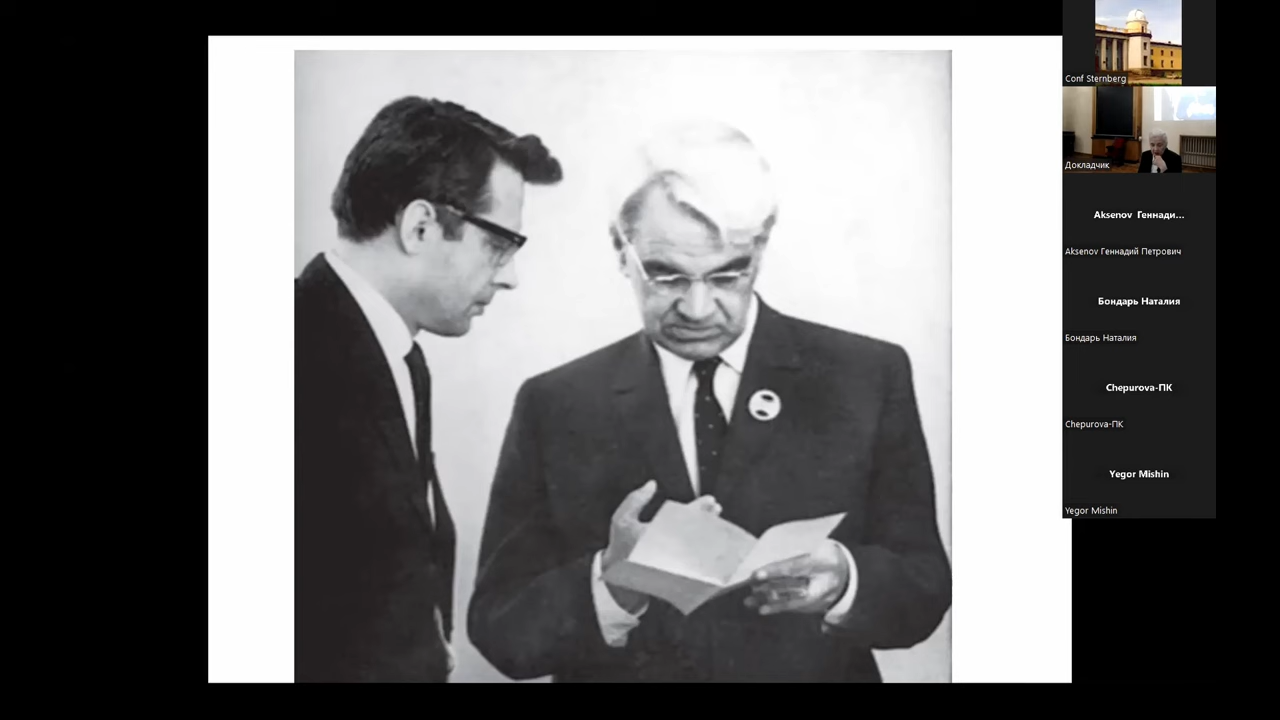 Conf Sternberg
Докладчик
Aksenov Геннади...
Aksenov Геннадий Петрович
Бондарь Наталия
Бондарь Наталия
Chepurova-ПК
Chepurova-ПК
Yegor Mishin
Yegor Mishin